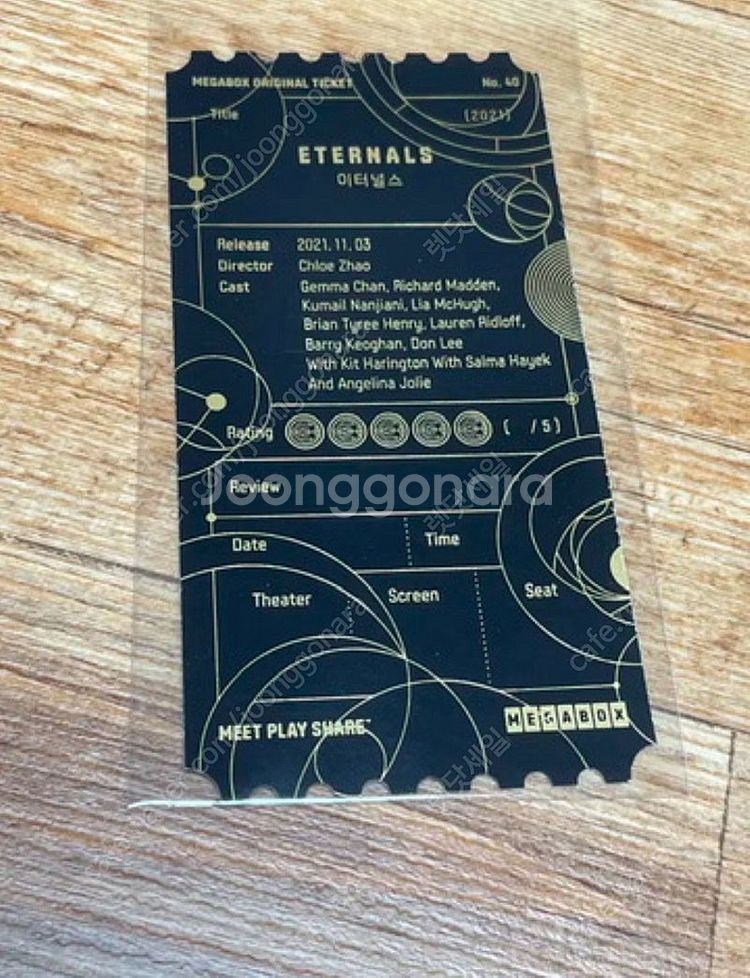 MEGABOX ORIGINAL TICKET No. 40
Title (2021)
ETERNALS
이터널스
Release 2021. 11. 03
Director Chloe Zhao
Cast Gemma Chan, Richard Madden,
Kumail Nanjiani, Lia McHugh,
Brian Tyree Henry, Lauren Ridloff,
Barry Keoghan, Don Lee
With Kit Harington With Salma Hayek
And Angelina Jolie
Rating ( / 5)
Review
Joonggonara
Date Time
Theater Screen Seat
MEET PLAY SHARE™
MEGABOX